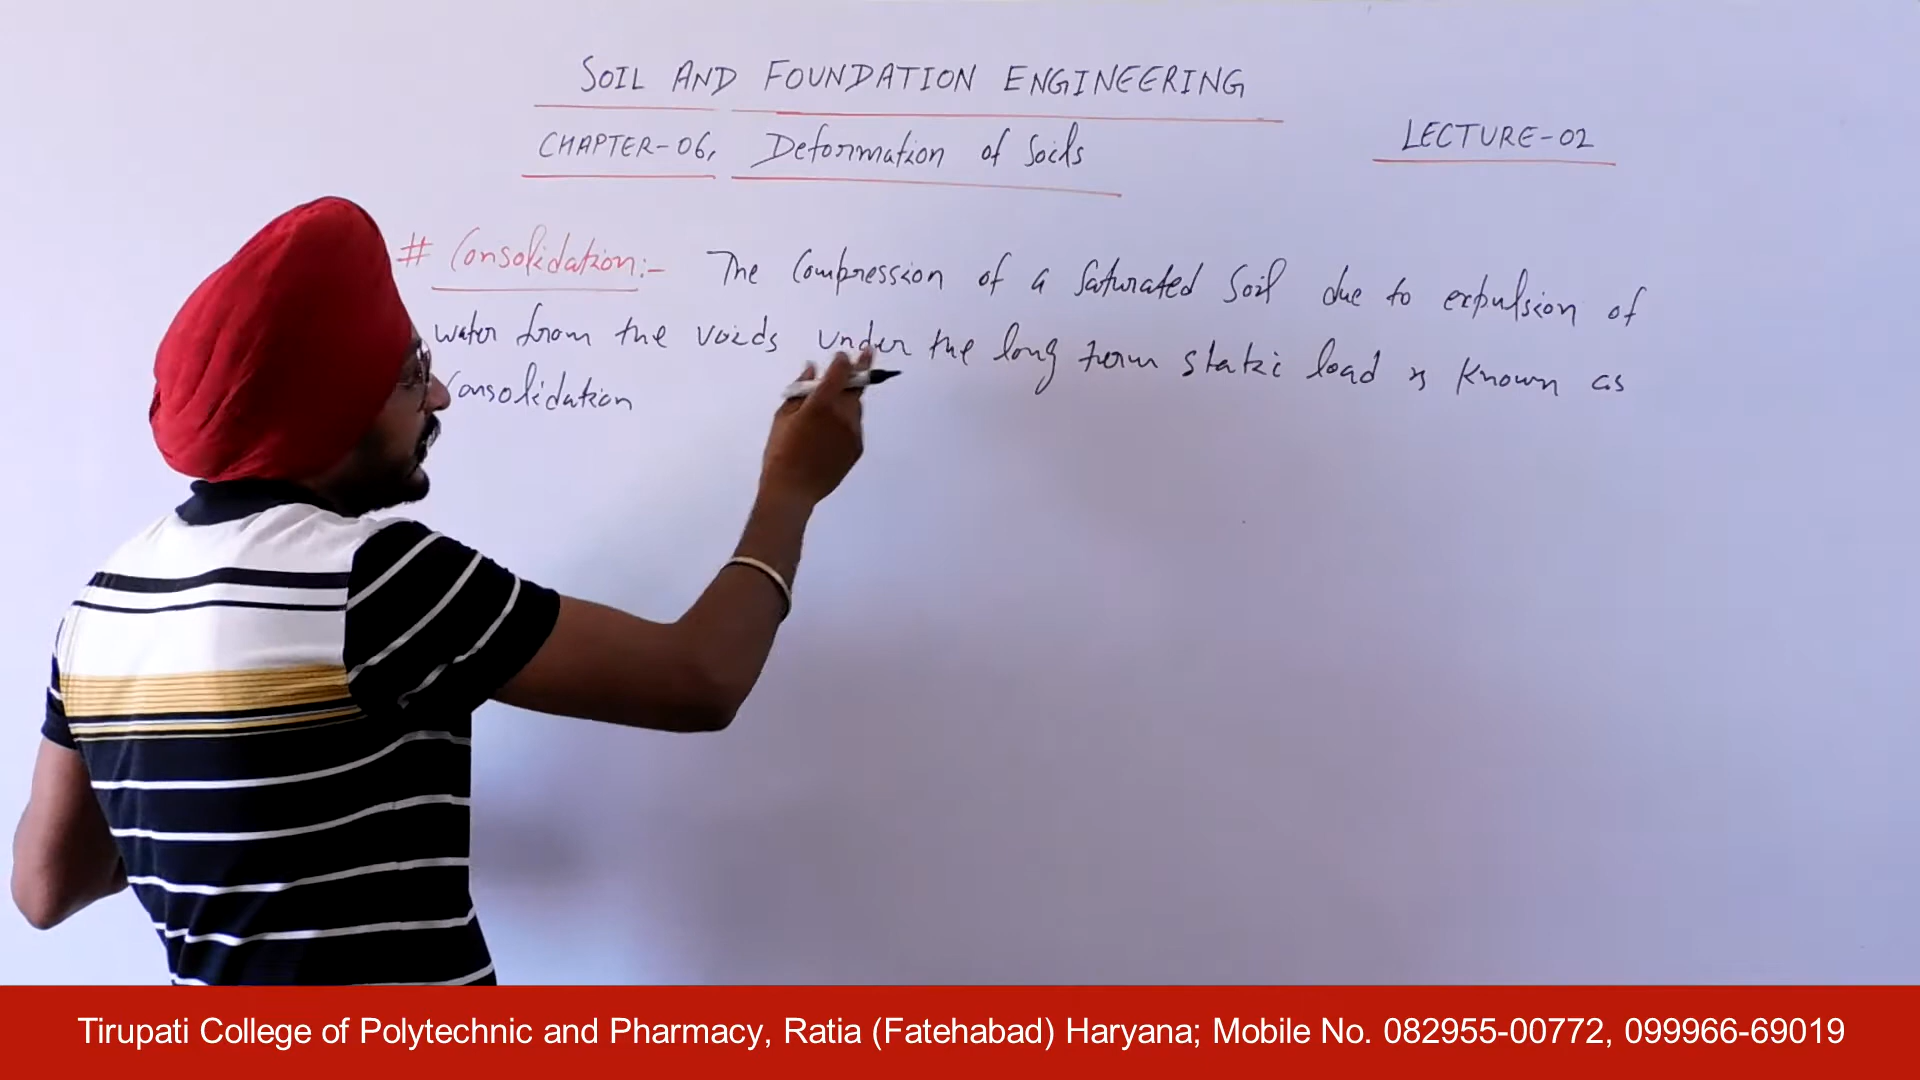 SOIL AND FOUNDATION ENGINEERING
CHAPTER-06, Deformation of Soils
LECTURE-02
# Consolidation:- The Compression of a Saturated Soil due to expulsion of
water from the voids under the long term static load is known as
Consolidation
Tirupati College of Polytechnic and Pharmacy, Ratia (Fatehabad) Haryana; Mobile No. 082955-00772, 099966-69019